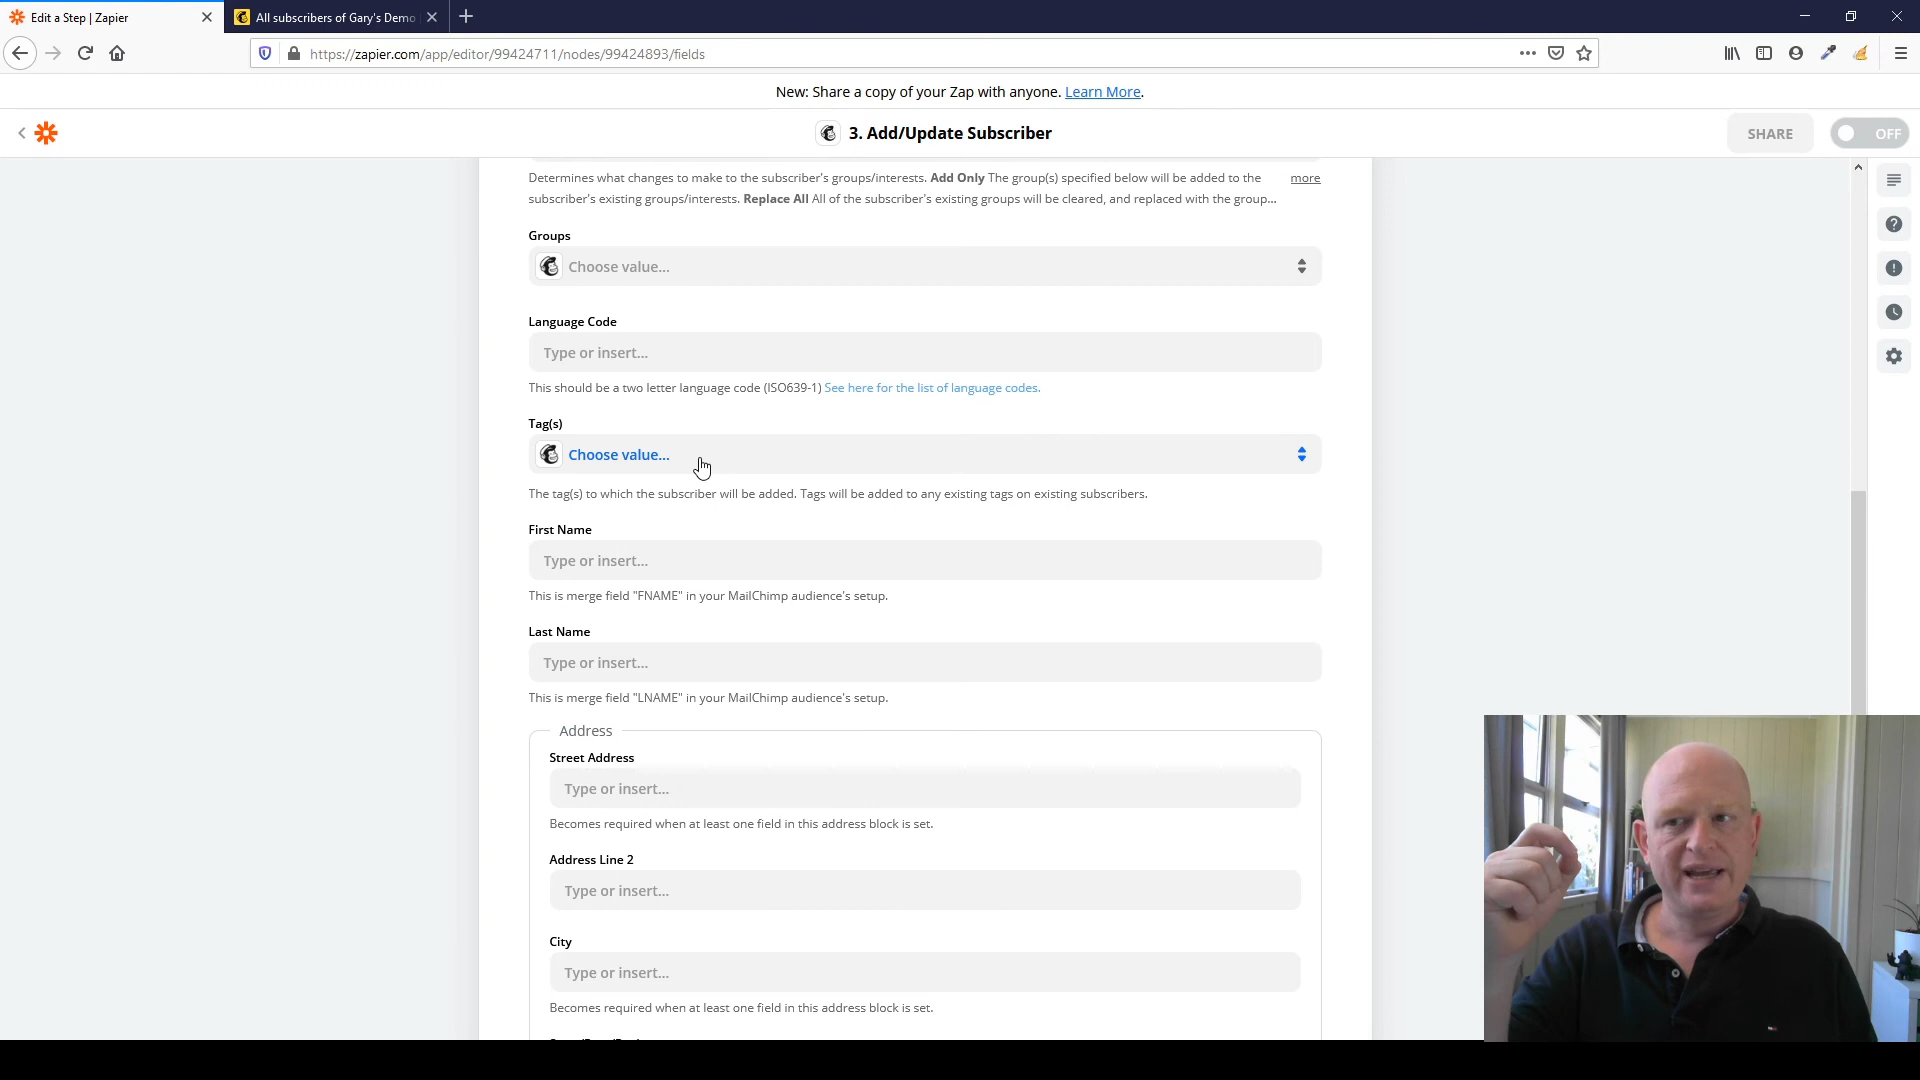 Edit a Step | Zapier
All subscribers of Gary's Demo
https://zapier.com/app/editor/99424711/nodes/99424893/fields
New: Share a copy of your Zap with anyone. Learn More.
3. Add/Update Subscriber
SHARE
OFF
Determines what changes to make to the subscriber's groups/interests. Add Only The group(s) specified below will be added to the
more
subscriber's existing groups/interests. Replace All All of the subscriber's existing groups will be cleared, and replaced with the group...
Groups
Choose value...
Language Code
Type or insert...
This should be a two letter language code (ISO639-1) See here for the list of language codes.
Tag(s)
Choose value...
The tag(s) to which the subscriber will be added. Tags will be added to any existing tags on existing subscribers.
First Name
Type or insert...
This is merge field "FNAME" in your MailChimp audience's setup.
Last Name
Type or insert...
This is merge field "LNAME" in your MailChimp audience's setup.
Address
Street Address
Type or insert...
Becomes required when at least one field in this address block is set.
Address Line 2
Type or insert...
City
Type or insert...
Becomes required when at least one field in this address block is set.